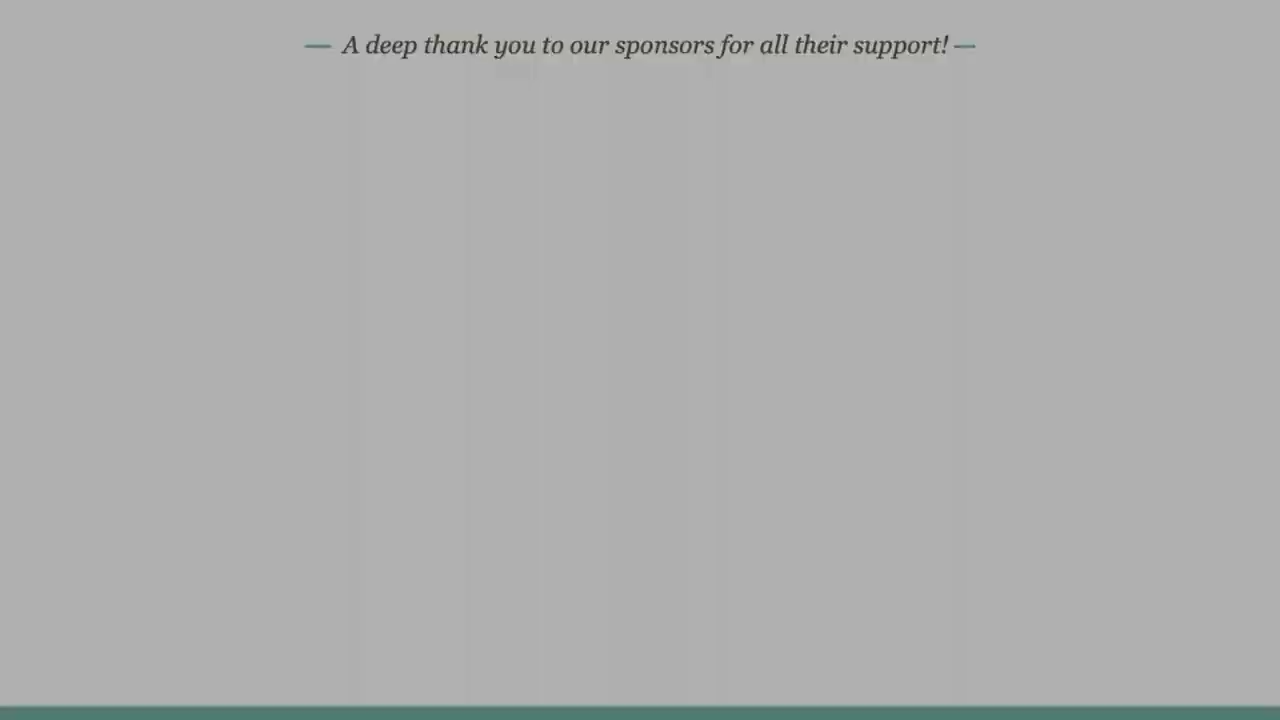 — A deep thank you to our sponsors for all their support! —